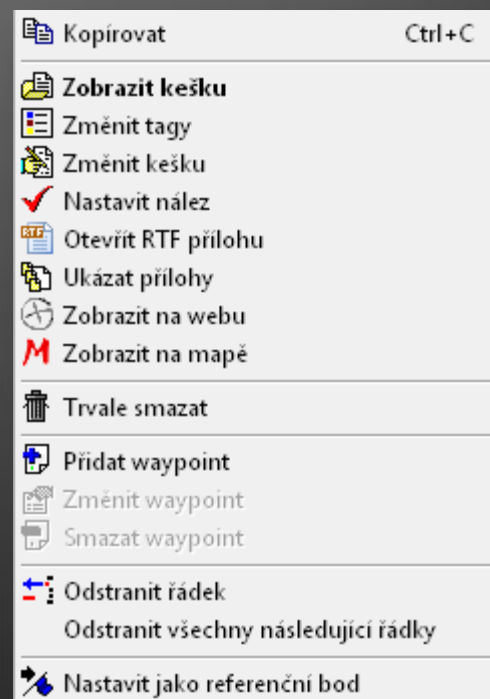 Kopírovat Ctrl+C
Zobrazit kešku
Změnit tagy
Změnit kešku
Nastavit nález
RTF Otevřít RTF přílohu
Ukázat přílohy
Zobrazit na webu
M Zobrazit na mapě
Trvale smazat
Přidat waypoint
Změnit waypoint
Smazat waypoint
Odstranit řádek
Odstranit všechny následující řádky
Nastavit jako referenční bod